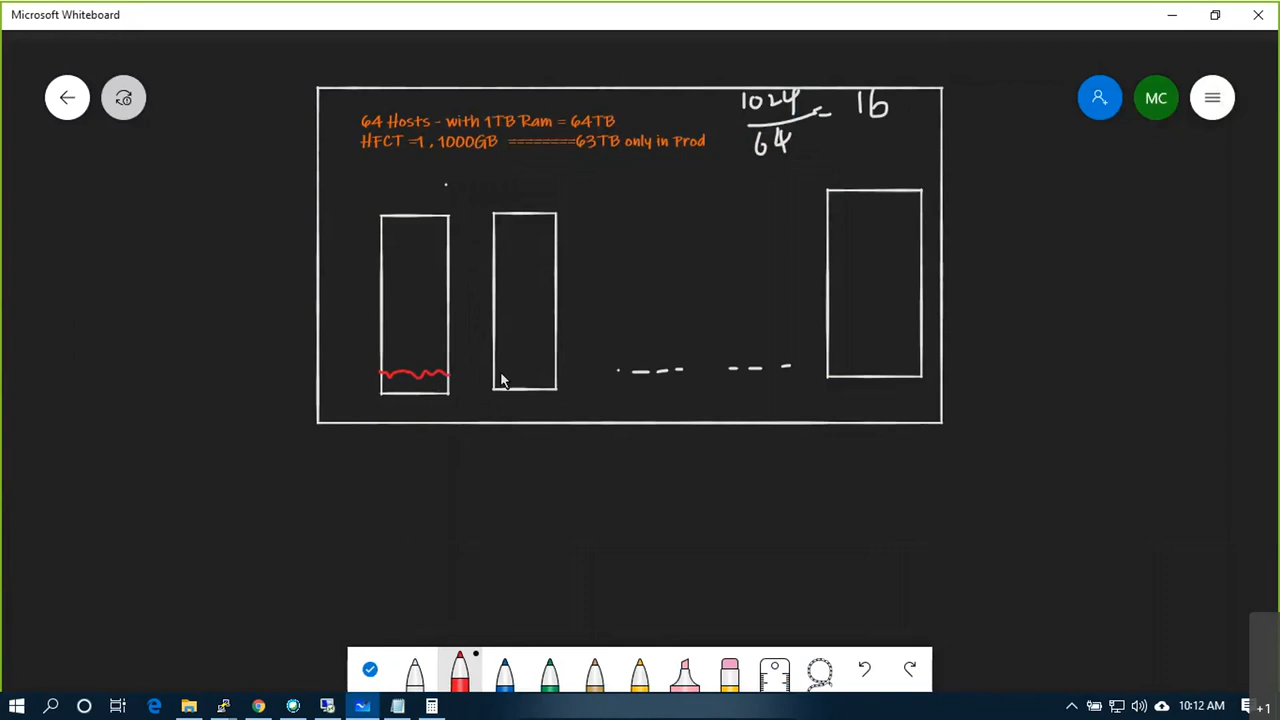 Microsoft Whiteboard
MC
64 Hosts - with 1TB Ram = 64TB
HFCT =1 , 1000GB ========63TB only in Prod
1024
64
= 16
10:12 AM
+1